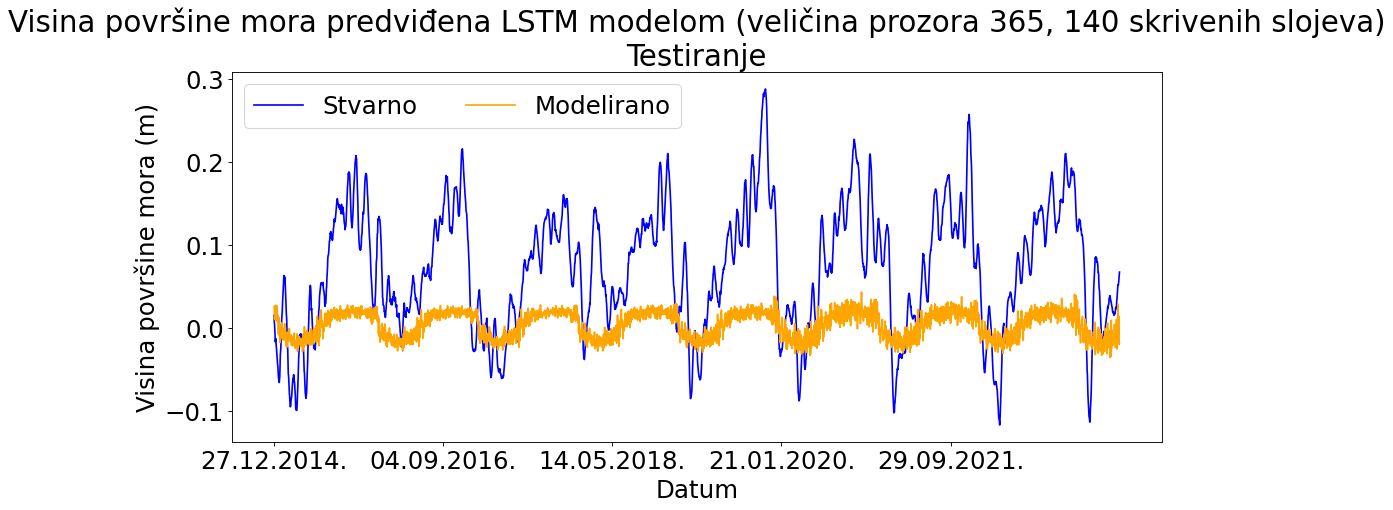 Visina površine mora predviđena LSTM modelom (veličina prozora 365, 140 skrivenih slojeva)
Testiranje
Stvarno Modelirano
Visina površine mora (m)
0.3
0.2
0.1
0.0
−0.1
27.12.2014. 04.09.2016. 14.05.2018. 21.01.2020. 29.09.2021.
Datum